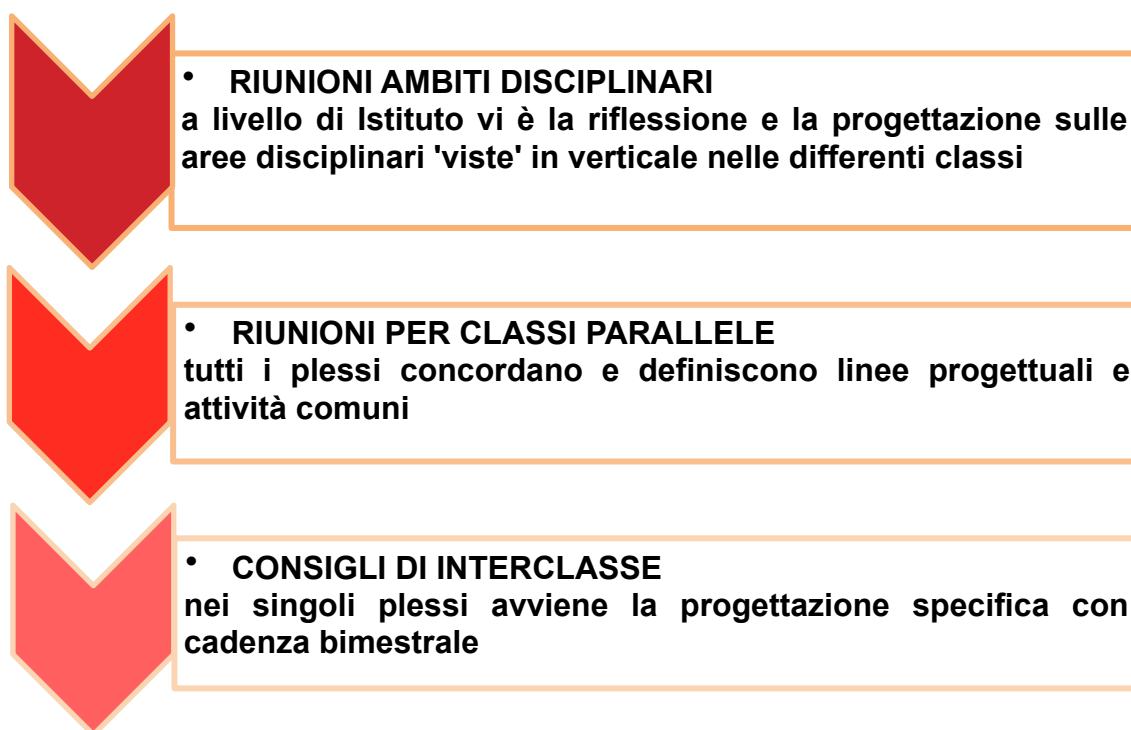 • RIUNIONI AMBITI DISCIPLINARI
a livello di Istituto vi è la riflessione e la progettazione sulle
aree disciplinari 'viste' in verticale nelle differenti classi
• RIUNIONI PER CLASSI PARALLELE
tutti i plessi concordano e definiscono linee progettuali e
attività comuni
• CONSIGLI DI INTERCLASSE
nei singoli plessi avviene la progettazione specifica con
cadenza bimestrale